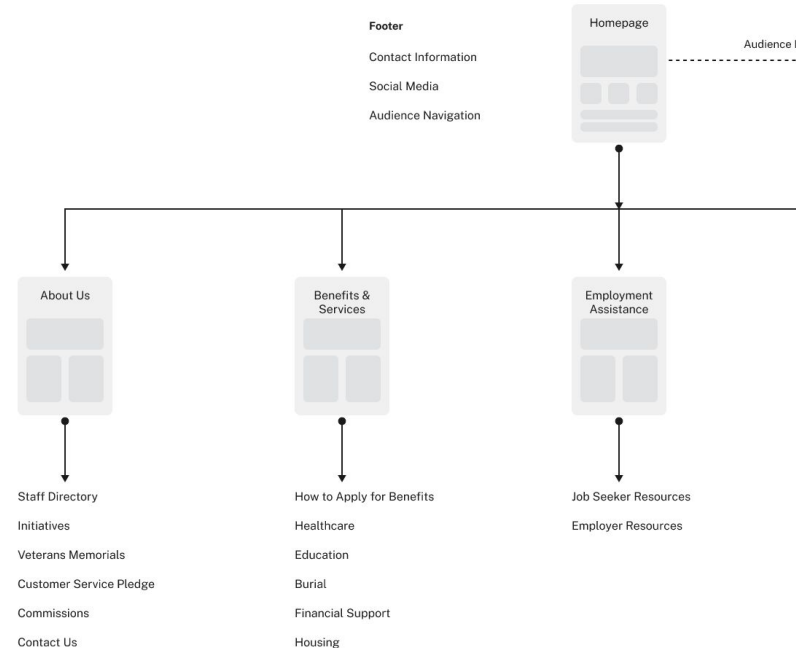 Footer
Contact Information
Social Media
Audience Navigation
Homepage
Audience
About Us
Benefits &
Services
Employment
Assistance
Staff Directory
Initiatives
Veterans Memorials
Customer Service Pledge
Commissions
Contact Us
How to Apply for Benefits
Healthcare
Education
Burial
Financial Support
Housing
Job Seeker Resources
Employer Resources